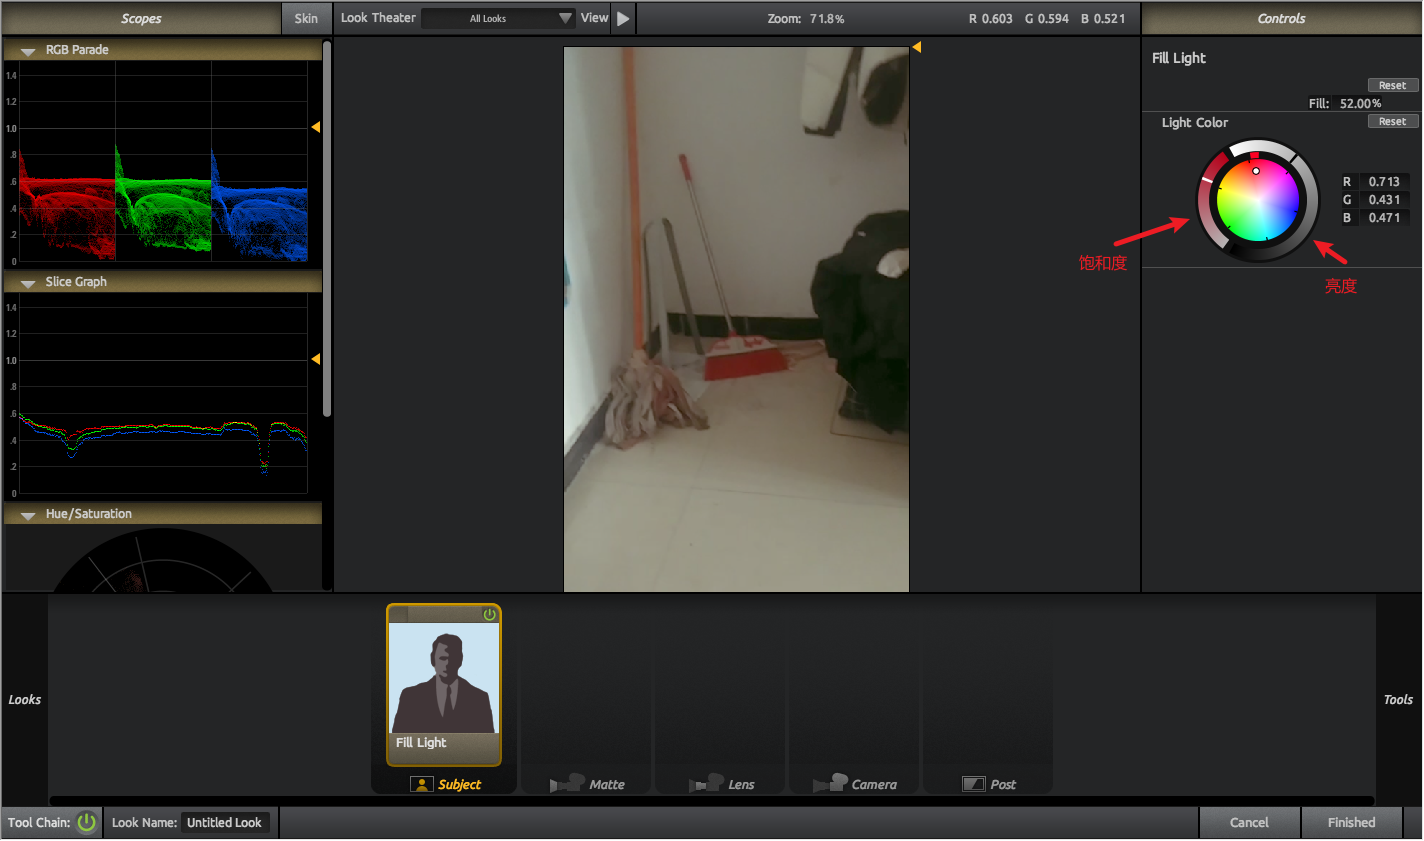 Scopes
Skin
Look Theater
All Looks
View
Zoom: 71.8%
R 0.603 G 0.594 B 0.521
Controls
RGB Parade
1.4
1.2
1.0
.8
.6
.4
.2
0
Slice Graph
1.4
1.2
1.0
.8
.6
.4
.2
0
Hue/Saturation
Fill Light
Reset
Fill: 52.00%
Light Color
Reset
R 0.713
G 0.431
B 0.471
饱和度
亮度
Looks
Fill Light
Subject
Matte
Lens
Camera
Post
Tools
Tool Chain:
Look Name: Untitled Look
Cancel
Finished